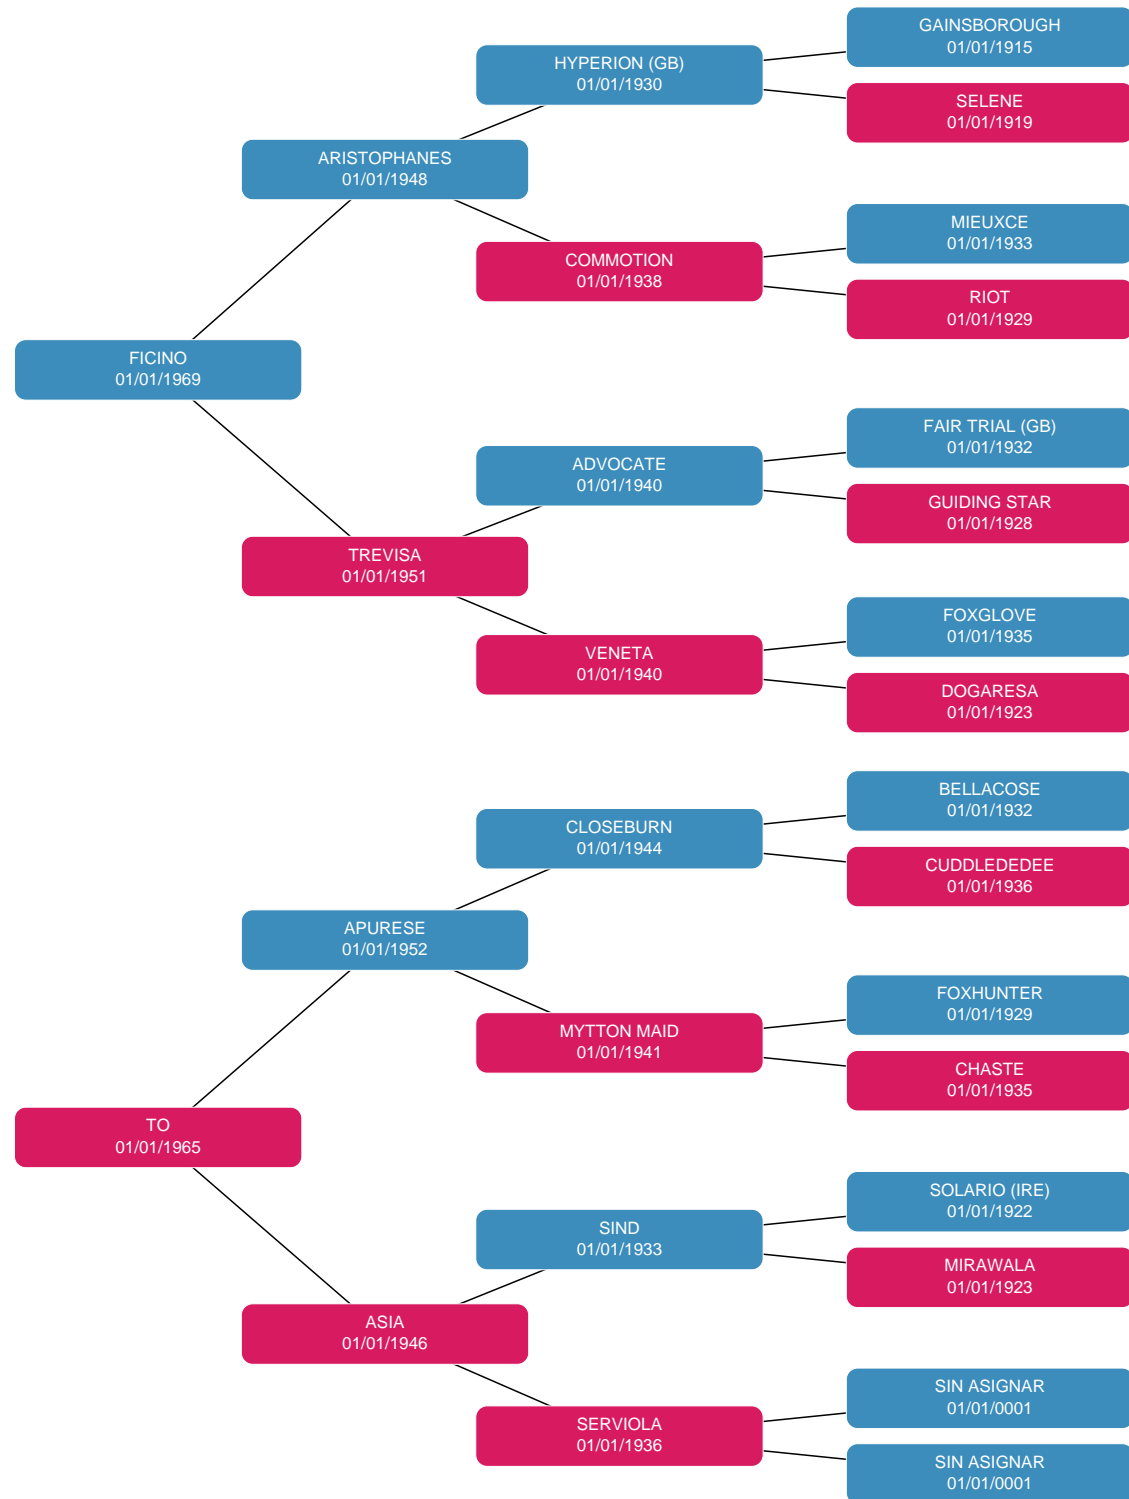 GAINSBOROUGH
01/01/1915
HYPERION (GB)
01/01/1930
SELENE
01/01/1919
ARISTOPHANES
01/01/1948
MIEUXCE
01/01/1933
COMMOTION
01/01/1938
RIOT
01/01/1929
FICINO
01/01/1969
FAIR TRIAL (GB)
01/01/1932
ADVOCATE
01/01/1940
GUIDING STAR
01/01/1928
TREVISA
01/01/1951
FOXGLOVE
01/01/1935
VENETA
01/01/1940
DOGARESA
01/01/1923
BELLACOSE
01/01/1932
CLOSEBURN
01/01/1944
CUDDLEDEDEE
01/01/1936
APURESE
01/01/1952
FOXHUNTER
01/01/1929
MYTTON MAID
01/01/1941
CHASTE
01/01/1935
TO
01/01/1965
SOLARIO (IRE)
01/01/1922
SIND
01/01/1933
MIRAWALA
01/01/1923
ASIA
01/01/1946
SIN ASIGNAR
01/01/0001
SERVIOLA
01/01/1936
SIN ASIGNAR
01/01/0001